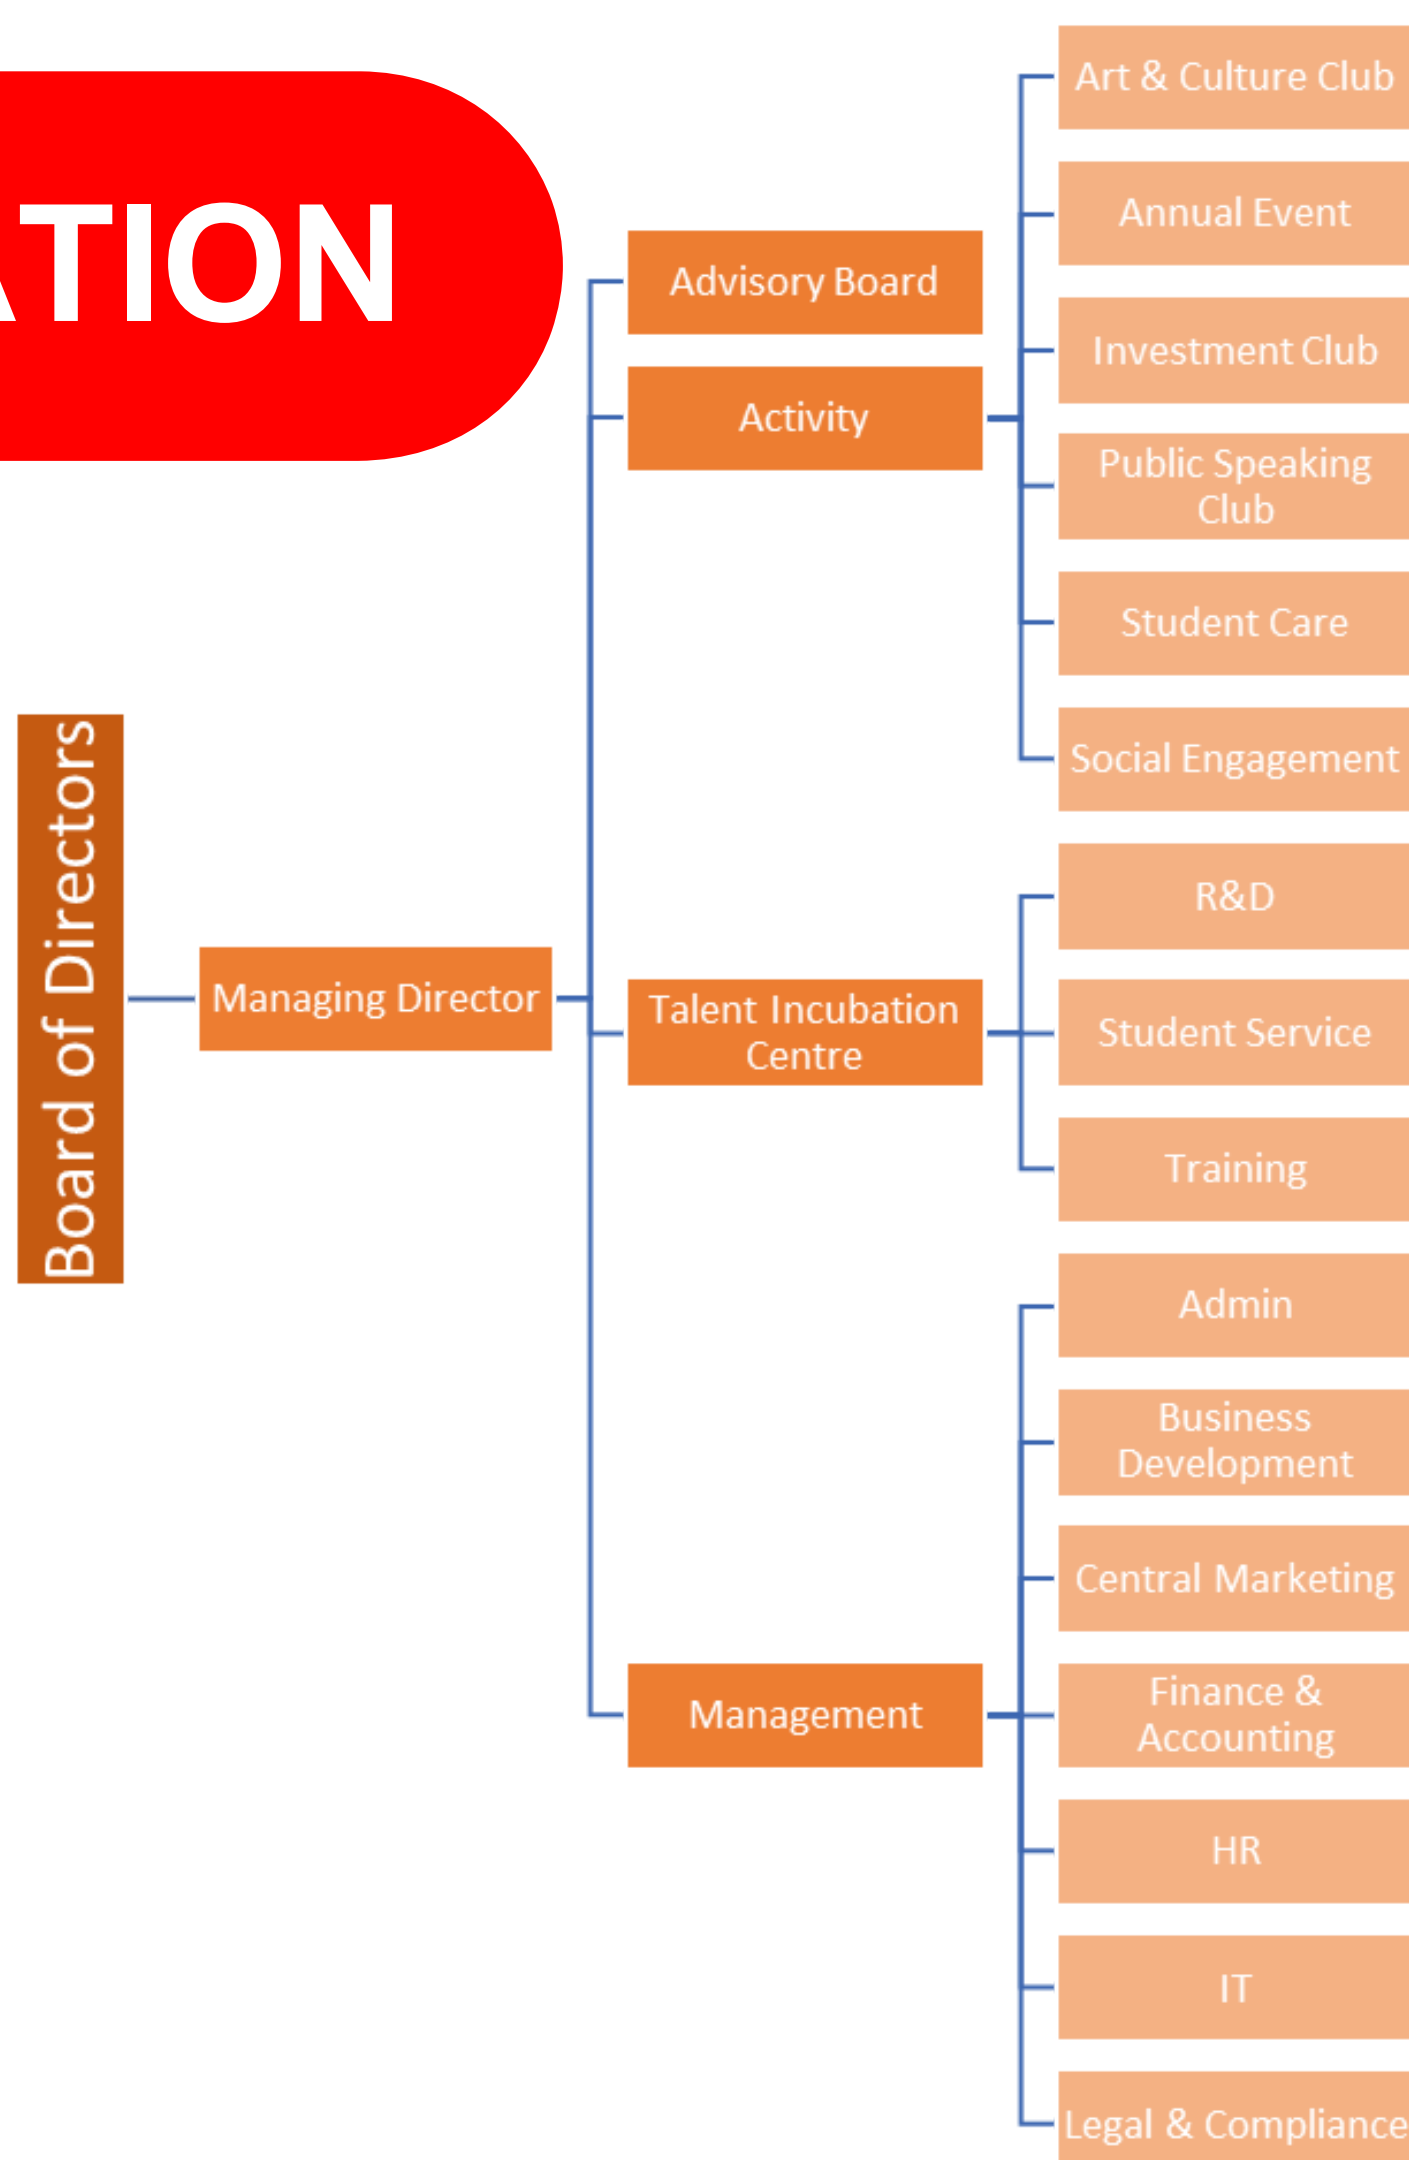 ATION
Board of Directors
Managing Director
Advisory Board
Activity
Art & Culture Club
Annual Event
Investment Club
Public Speaking
Club
Student Care
Social Engagement
Talent Incubation
Centre
R&D
Student Service
Training
Management
Admin
Business
Development
Central Marketing
Finance &
Accounting
HR
IT
Legal & Compliance